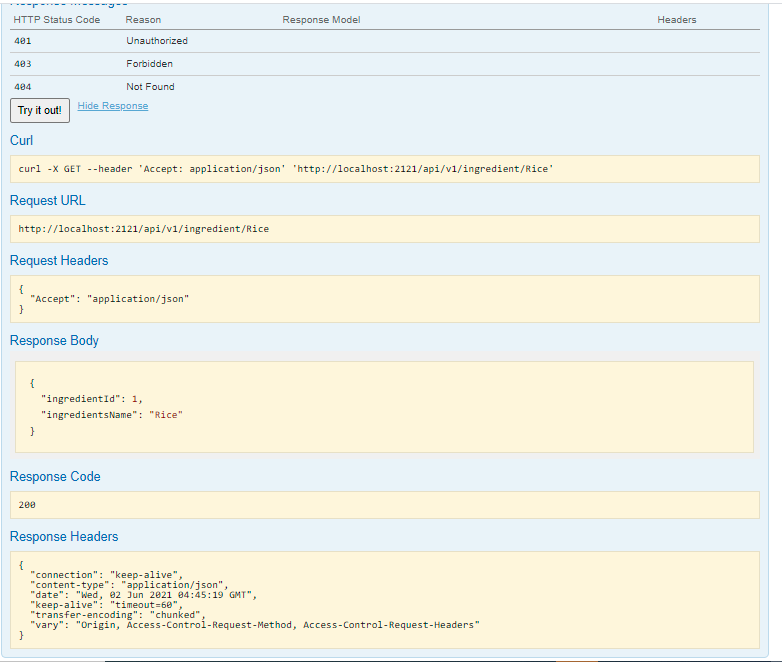 Response Messages
HTTP Status Code Reason Response Model Headers
401 Unauthorized
403 Forbidden
404 Not Found
Try it out! Hide Response
Curl
curl -X GET --header 'Accept: application/json' 'http://localhost:2121/api/v1/ingredient/Rice'
Request URL
http://localhost:2121/api/v1/ingredient/Rice
Request Headers
{
"Accept": "application/json"
}
Response Body
{
"ingredientId": 1,
"ingredientsName": "Rice"
}
Response Code
200
Response Headers
{
"connection": "keep-alive",
"content-type": "application/json",
"date": "Wed, 02 Jun 2021 04:45:19 GMT",
"keep-alive": "timeout=60",
"transfer-encoding": "chunked",
"vary": "Origin, Access-Control-Request-Method, Access-Control-Request-Headers"
}